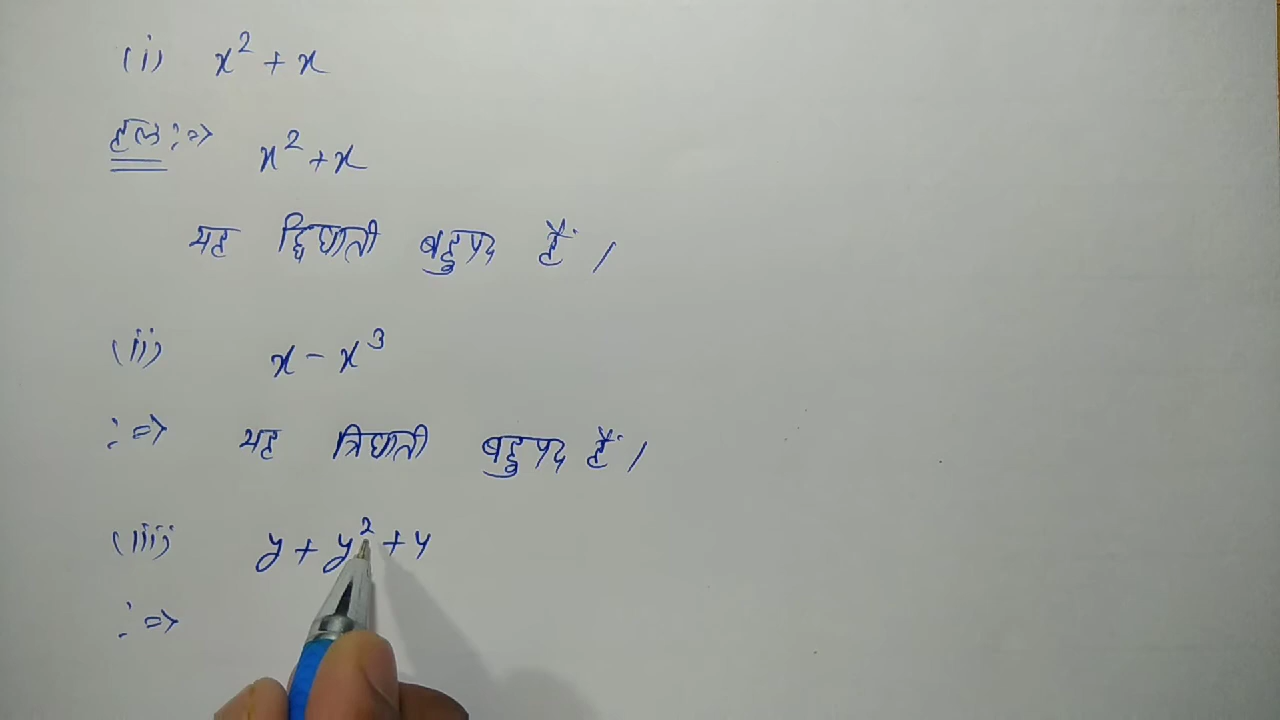 (i) x² + x
हल :⇒ x² + x
यह द्विघाती बहुपद हैं।
(ii) x - x³
:⇒ यह त्रिघाती बहुपद हैं।
(iii) y + y² + 4
:⇒